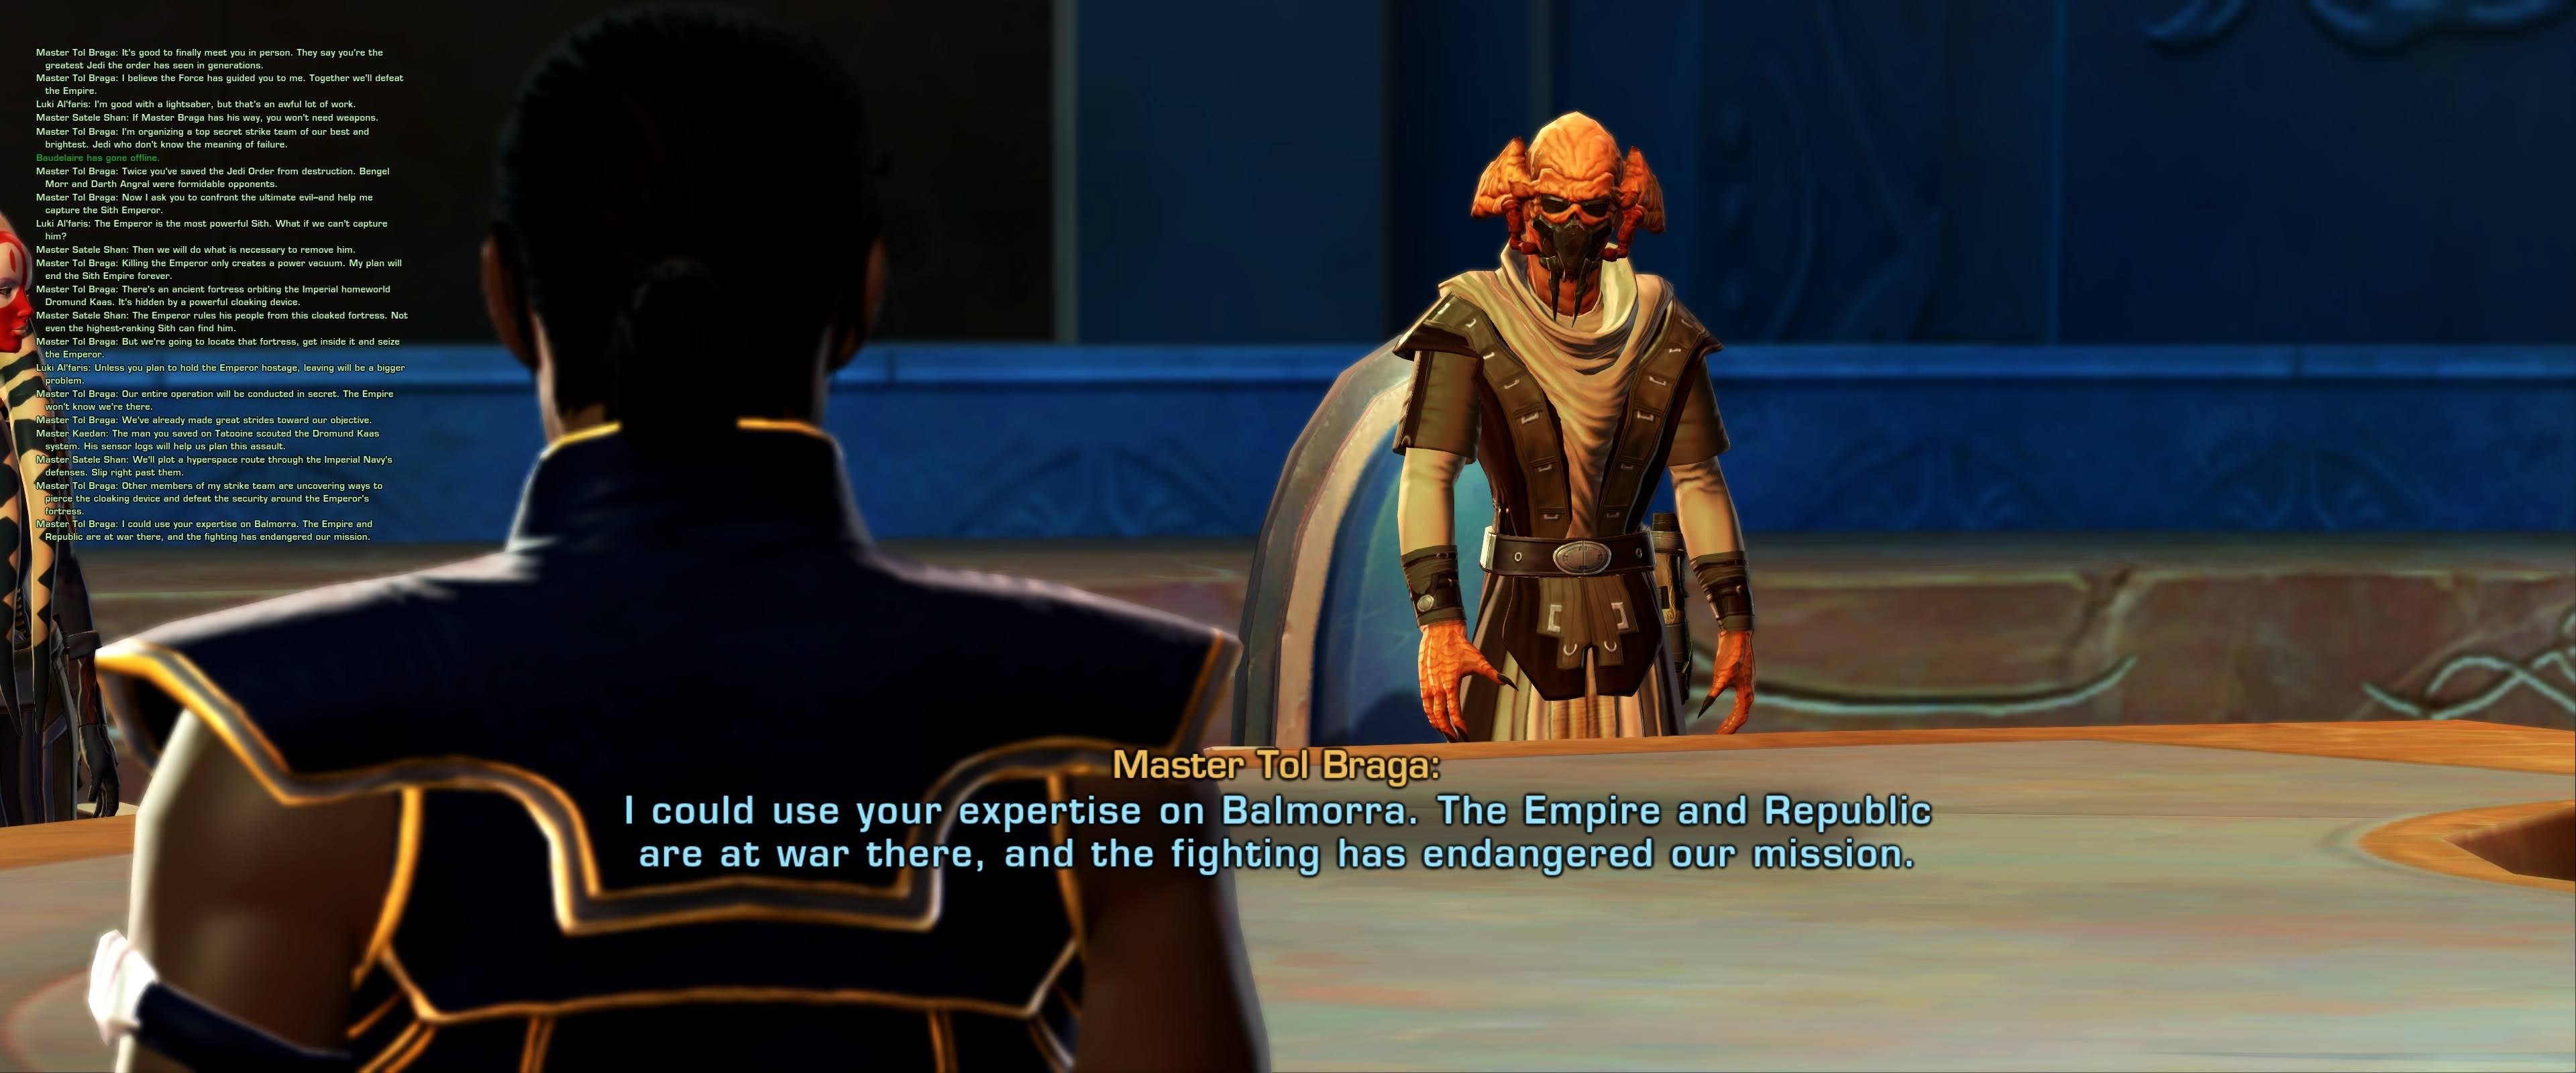 Master Tol Braga: It's good to finally meet you in person. They say you're the
greatest Jedi the order has seen in generations.
Master Tol Braga: I believe the Force has guided you to me. Together we'll defeat
the Empire.
Luki Al'faris: I'm good with a lightsaber, but that's an awful lot of work.
Master Satele Shan: If Master Braga has his way, you won't need weapons.
Master Tol Braga: I'm organizing a top secret strike team of our best and
brightest. Jedi who don't know the meaning of failure.
Baudelaire has gone offline.
Master Tol Braga: Twice you've saved the Jedi Order from destruction. Bengel
Morr and Darth Angral were formidable opponents.
Master Tol Braga: Now I ask you to confront the ultimate evil—and help me
capture the Sith Emperor.
Luki Al'faris: The Emperor is the most powerful Sith. What if we can't capture
him?
Master Satele Shan: Then we will do what is necessary to remove him.
Master Tol Braga: Killing the Emperor only creates a power vacuum. My plan will
end the Sith Empire forever.
Master Tol Braga: There's an ancient fortress orbiting the Imperial homeworld
Dromund Kaas. It's hidden by a powerful cloaking device.
Master Satele Shan: The Emperor rules his people from this cloaked fortress. Not
even the highest-ranking Sith can find him.
Master Tol Braga: But we're going to locate that fortress, get inside it and seize
the Emperor.
Luki Al'faris: Unless you plan to hold the Emperor hostage, leaving will be a bigger
problem.
Master Tol Braga: Our entire operation will be conducted in secret. The Empire
won't know we're there.
Master Tol Braga: We've already made great strides toward our objective.
Master Kaedan: The man you saved on Tatooine scouted the Dromund Kaas
system. His sensor logs will help us plan this assault.
Master Satele Shan: We'll plot a hyperspace route through the Imperial Navy's
defenses. Slip right past them.
Master Tol Braga: Other members of my strike team are uncovering ways to
pierce the cloaking device and defeat the security around the Emperor's
fortress.
Master Tol Braga: I could use your expertise on Balmorra. The Empire and
Republic are at war there, and the fighting has endangered our mission.
Master Tol Braga:
I could use your expertise on Balmorra. The Empire and Republic
are at war there, and the fighting has endangered our mission.